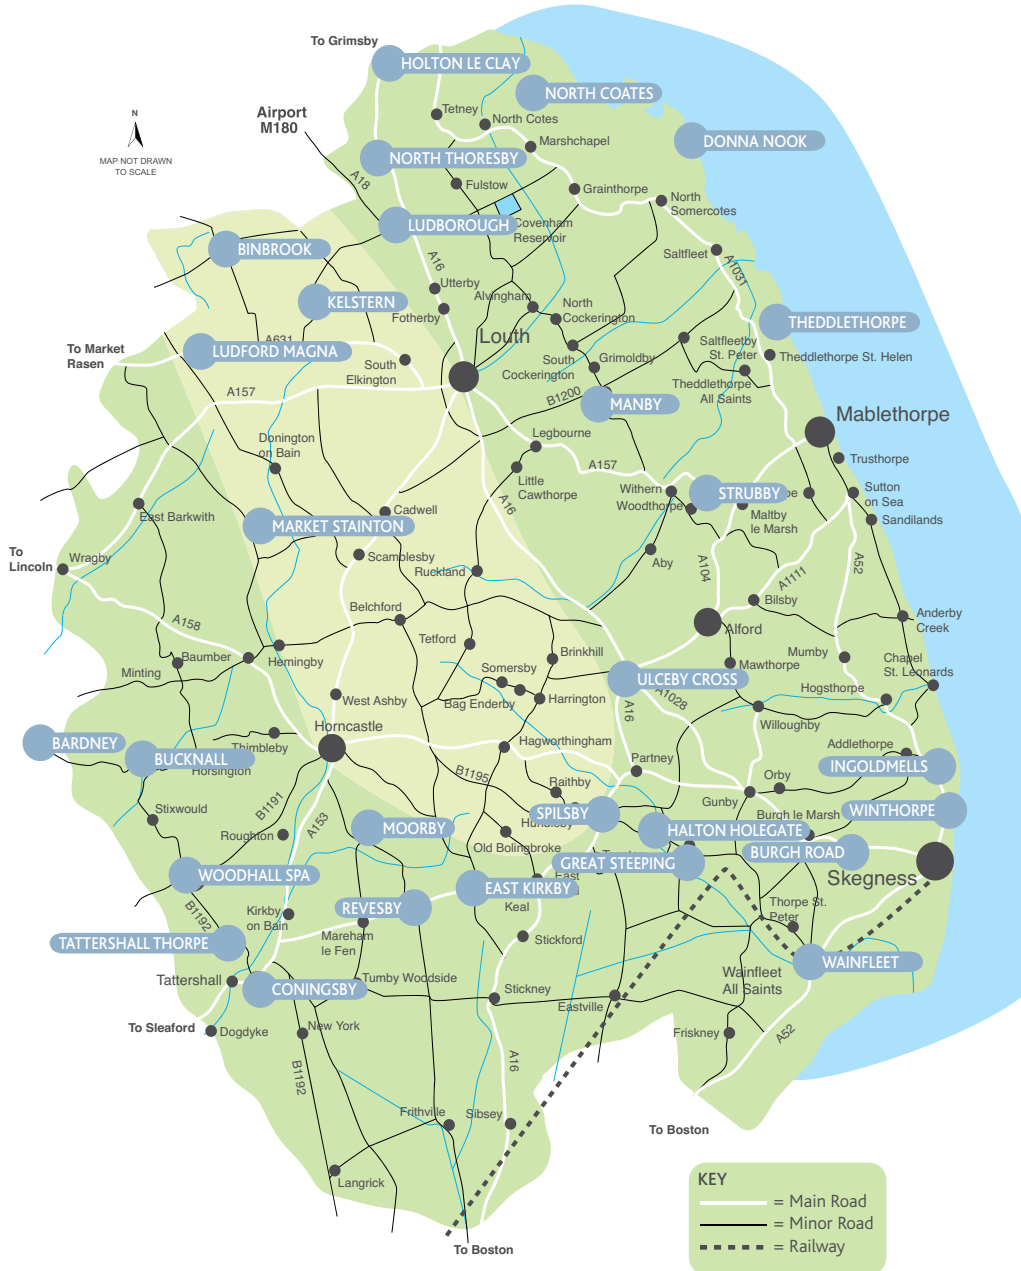 To Grimsby
HOLTON LE CLAY
NORTH COATES
N
MAP NOT DRAWN
TO SCALE
Airport
M180
Tetney
North Cotes
Marshchapel
DONNA NOOK
NORTH THORESBY
A18
Fulstow
Grainthorpe
North
Somercotes
LUDBOROUGH
Covenham
Reservoir
BINBROOK
A16
Saltfleet
A1031
Utterby
KELSTERN
Alvingham
North
Cockerington
Fotherby
THEDDLETHORPE
A631
Louth
To Market
Rasen
LUDFORD MAGNA
South
Elkington
South
Cockerington
Grimoldby
Saltfleetby
St. Peter
Theddlethorpe St. Helen
Theddlethorpe
All Saints
A157
B1200
MANBY
Mablethorpe
Legbourne
Donington
on Bain
A157
Trusthorpe
Little
Cawthorpe
Withern
STRUBBY
Sutton
on Sea
Woodthorpe
Maltby
le Marsh
A16
East Barkwith
Cadwell
Sandilands
MARKET STAINTON
To
Lincoln
Wragby
Scamblesby
Ruckland
Aby
A104
A1111
A52
Belchford
Bilsby
A158
Anderby
Creek
Alford
Tetford
Baumber
Hemingby
Minting
Brinkhill
Mawthorpe
Mumby
Chapel
St. Leonards
Somersby
ULCEBY CROSS
Hogsthorpe
West Ashby
Bag Enderby
Harrington
A16
A1028
Willoughby
Horncastle
BARDNEY
Thimbleby
Hagworthingham
Addlethorpe
BUCKNALL
Horsington
Partney
INGOLDMELLS
B1195
Raithby
Orby
Stixwould
B1191
Gunby
Roughton
A153
MOORBY
SPILSBY
Burgh le Marsh
WINTHORPE
HALTON HOLEGATE
Old Bolingbroke
BURGH ROAD
GREAT STEEPING
Skegness
WOODHALL SPA
East
EAST KIRKBY
Keal
B1192
Kirkby
on Bain
REVESBY
Thorpe St.
Peter
Mareham
le Fen
Stickford
TATTERSHALL THORPE
WAINFLEET
Tattershall
CONINGSBY
Tumby Woodside
Stickney
Wainfleet
All Saints
Eastville
To Sleaford
Dogdyke
New York
Friskney
A52
B1192
A16
Frithville
Sibsey
To Boston
Langrick
To Boston
KEY
= Main Road
= Minor Road
= Railway